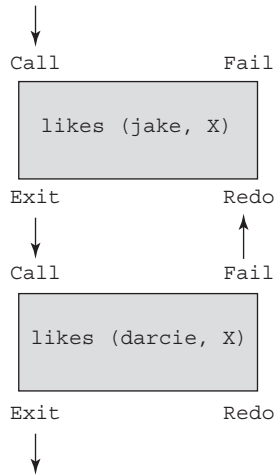 Call Fail
likes (jake, X)
Exit Redo
Call Fail
likes (darcie, X)
Exit Redo